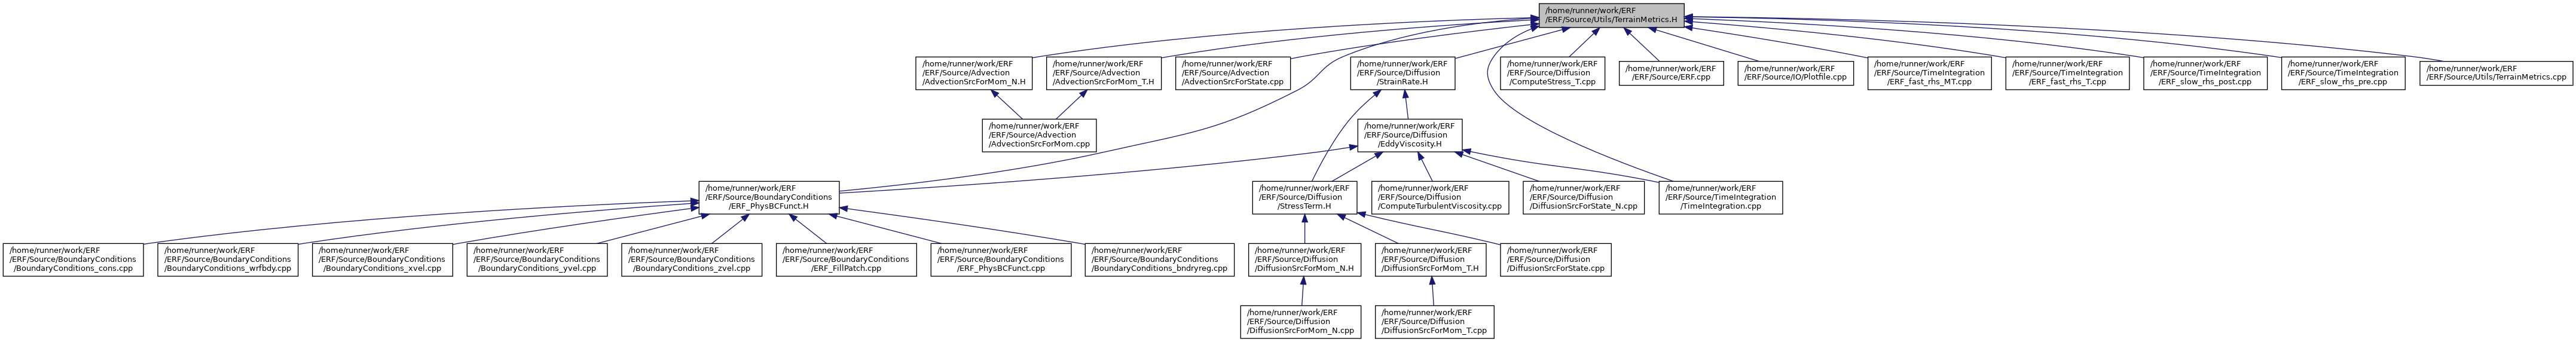 /home/runner/work/ERF
/ERF/Source/Utils/TerrainMetrics.H
/home/runner/work/ERF
/ERF/Source/Advection
/AdvectionSrcForMom_N.H
/home/runner/work/ERF
/ERF/Source/Advection
/AdvectionSrcForMom_T.H
/home/runner/work/ERF
/ERF/Source/Advection
/AdvectionSrcForState.cpp
/home/runner/work/ERF
/ERF/Source/Diffusion
/StrainRate.H
/home/runner/work/ERF
/ERF/Source/Diffusion
/ComputeStress_T.cpp
/home/runner/work/ERF
/ERF/Source/ERF.cpp
/home/runner/work/ERF
/ERF/Source/IO/Plotfile.cpp
/home/runner/work/ERF
/ERF/Source/TimeIntegration
/ERF_fast_rhs_MT.cpp
/home/runner/work/ERF
/ERF/Source/TimeIntegration
/ERF_fast_rhs_T.cpp
/home/runner/work/ERF
/ERF/Source/TimeIntegration
/ERF_slow_rhs_post.cpp
/home/runner/work/ERF
/ERF/Source/TimeIntegration
/ERF_slow_rhs_pre.cpp
/home/runner/work/ERF
/ERF/Source/Utils/TerrainMetrics.cpp
/home/runner/work/ERF
/ERF/Source/Advection
/AdvectionSrcForMom.cpp
/home/runner/work/ERF
/ERF/Source/Diffusion
/EddyViscosity.H
/home/runner/work/ERF
/ERF/Source/BoundaryConditions
/ERF_PhysBCFunct.H
/home/runner/work/ERF
/ERF/Source/Diffusion
/StressTerm.H
/home/runner/work/ERF
/ERF/Source/Diffusion
/ComputeTurbulentViscosity.cpp
/home/runner/work/ERF
/ERF/Source/Diffusion
/DiffusionSrcForState_N.cpp
/home/runner/work/ERF
/ERF/Source/TimeIntegration
/TimeIntegration.cpp
/home/runner/work/ERF
/ERF/Source/BoundaryConditions
/BoundaryConditions_cons.cpp
/home/runner/work/ERF
/ERF/Source/BoundaryConditions
/BoundaryConditions_wrfbdy.cpp
/home/runner/work/ERF
/ERF/Source/BoundaryConditions
/BoundaryConditions_xvel.cpp
/home/runner/work/ERF
/ERF/Source/BoundaryConditions
/BoundaryConditions_yvel.cpp
/home/runner/work/ERF
/ERF/Source/BoundaryConditions
/BoundaryConditions_zvel.cpp
/home/runner/work/ERF
/ERF/Source/BoundaryConditions
/ERF_FillPatch.cpp
/home/runner/work/ERF
/ERF/Source/BoundaryConditions
/ERF_PhysBCFunct.cpp
/home/runner/work/ERF
/ERF/Source/BoundaryConditions
/BoundaryConditions_bndryreg.cpp
/home/runner/work/ERF
/ERF/Source/Diffusion
/DiffusionSrcForMom_N.H
/home/runner/work/ERF
/ERF/Source/Diffusion
/DiffusionSrcForMom_T.H
/home/runner/work/ERF
/ERF/Source/Diffusion
/DiffusionSrcForState.cpp
/home/runner/work/ERF
/ERF/Source/Diffusion
/DiffusionSrcForMom_N.cpp
/home/runner/work/ERF
/ERF/Source/Diffusion
/DiffusionSrcForMom_T.cpp